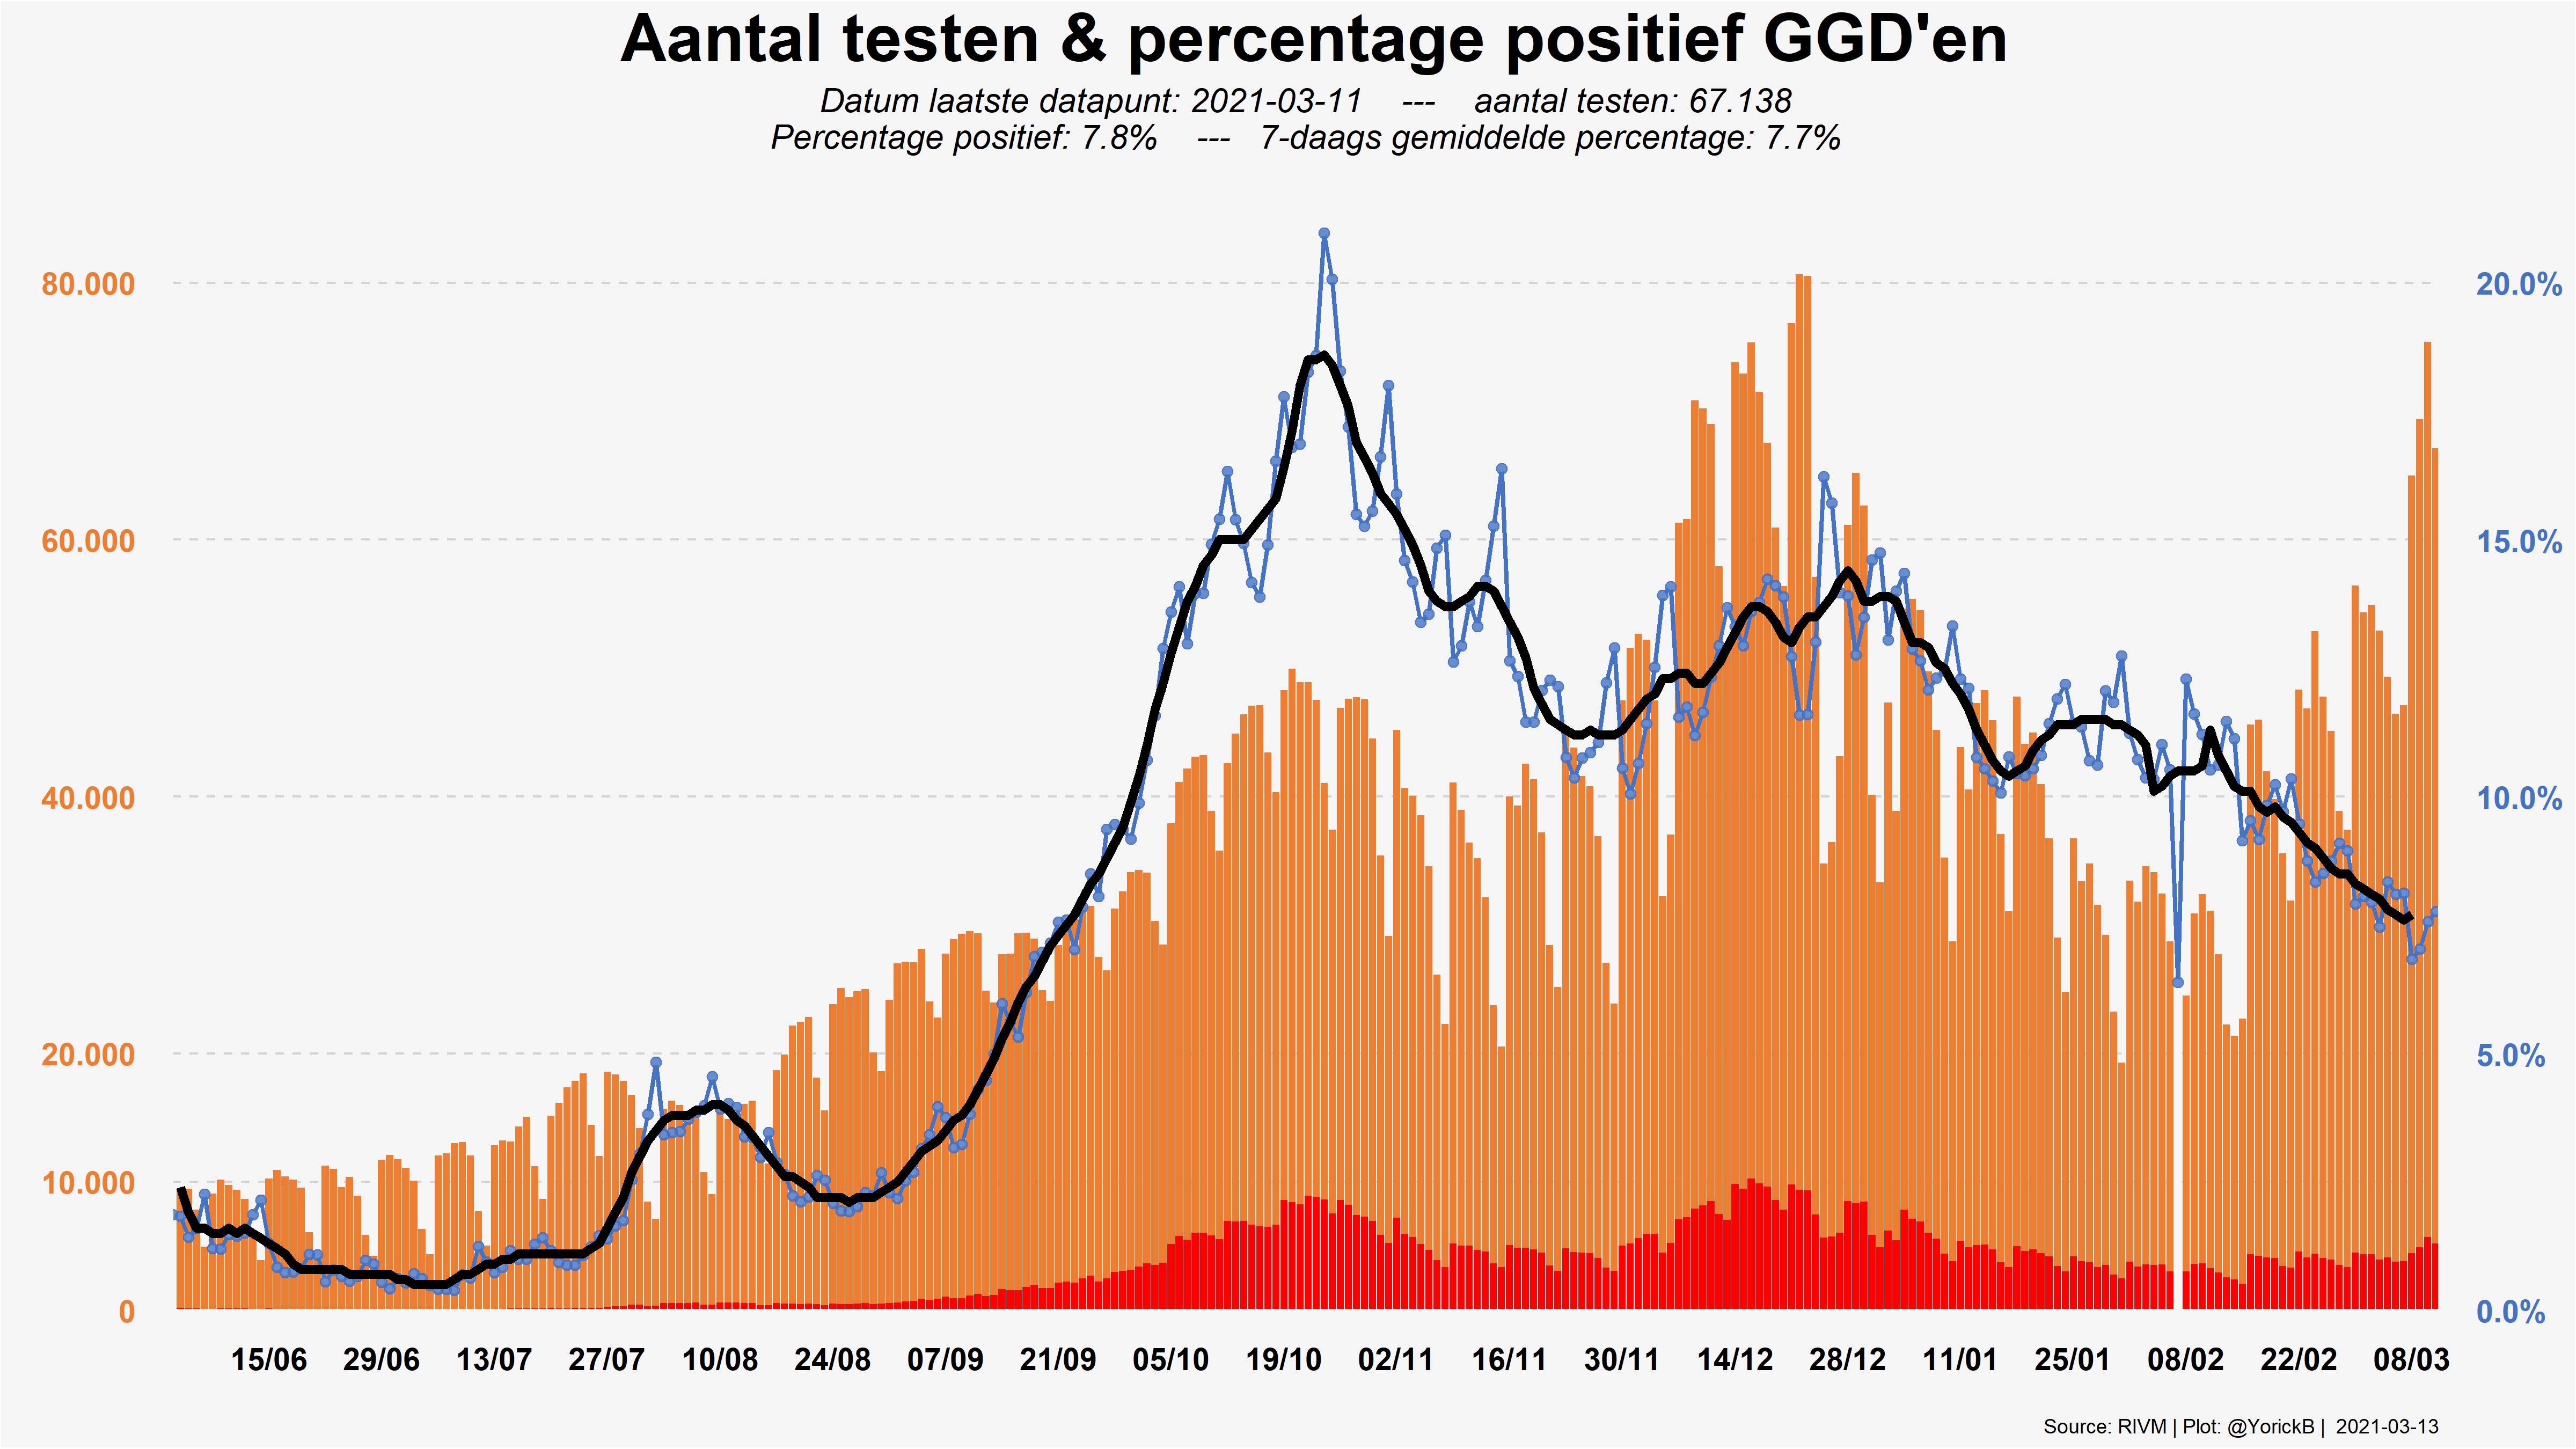 Aantal testen & percentage positief GGD'en
Datum laatste datapunt: 2021-03-11 --- aantal testen: 67.138
Percentage positief: 7.8% --- 7-daags gemiddelde percentage: 7.7%
80.000
60.000
40.000
20.000
10.000
0
20.0%
15.0%
10.0%
5.0%
0.0%
15/06 29/06 13/07 27/07 10/08 24/08 07/09 21/09 05/10 19/10 02/11 16/11 30/11 14/12 28/12 11/01 25/01 08/02 22/02 08/03
Source: RIVM | Plot: @YorickB | 2021-03-13